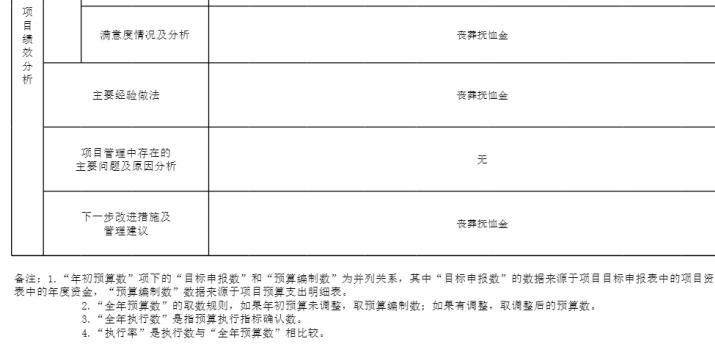 项
目
绩
效
分
析
满意度情况及分析
丧葬抚恤金
主要经验做法
丧葬抚恤金
项目管理中存在的
主要问题及原因分析
无
下一步改进措施及
管理建议
丧葬抚恤金
备注：1.“年初预算数”项下的“目标申报数”和“预算编制数”为并列关系，其中“目标申报数”的数据来源于项目目标申报表中的项目资
表中的年度资金，“预算编制数”数据来源于项目预算支出明细表。
2.“全年预算数”的取数规则，如果年初预算未调整，取预算编制数；如果有调整，取调整后的预算数。
3.“全年执行数”是指预算执行指标确认数。
4.“执行率”是执行数与“全年预算数”相比较。